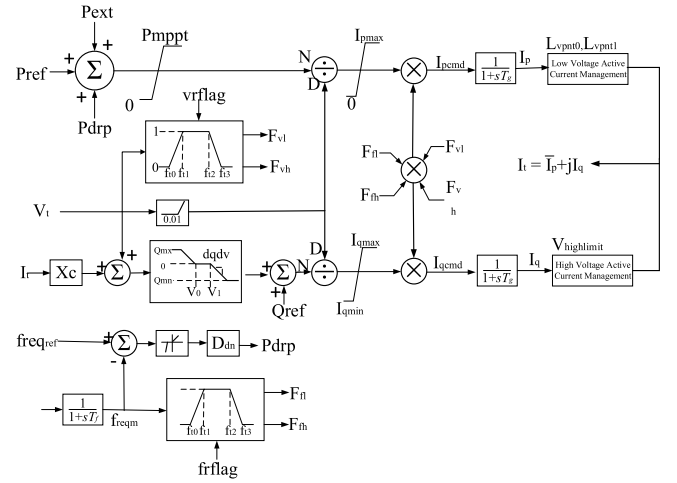 Pext
Pref
Σ
Pdrp
Pmppt
0
N
÷
D
Ipmax
0
×
Ipcmd
1
1+sTg
Ip
Lvpnt0,Lvpnt1
Low Voltage Active
Current Management
vrflag
1
0
ft0 ft1 ft2 ft3
Fvl
Fvh
Ffl
Fvl
×
Ffh
Fv
h
It = Ip+jIq
Vt
0.01
It
Xc
Σ
Qmx
0
Qmn
dqdv
V0 V1
Σ
Qref
N
D
÷
Iqmax
Iqmin
×
Iqcmd
1
1+sTg
Iq
Vhighlimit
High Voltage Active
Current Management
freqref
Σ
Ddn
Pdrp
1
1+sTf
freqm
ft0 ft1 ft2 ft3
Ffl
Ffh
frflag